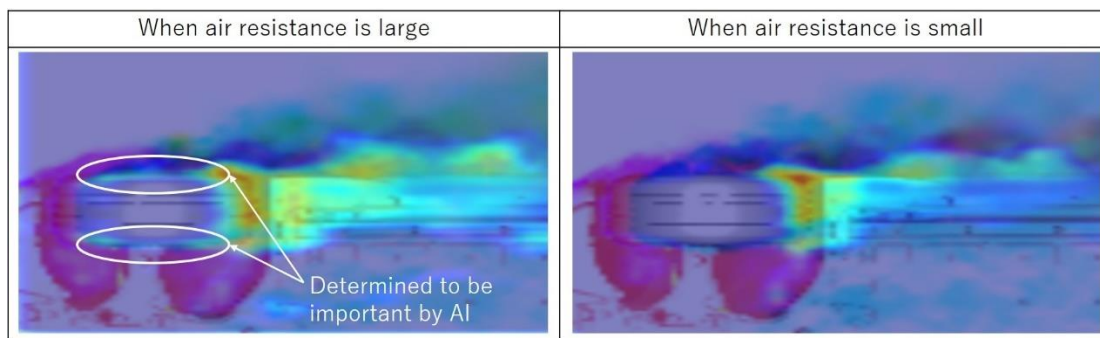 When air resistance is large
When air resistance is small
Determined to be
important by AI